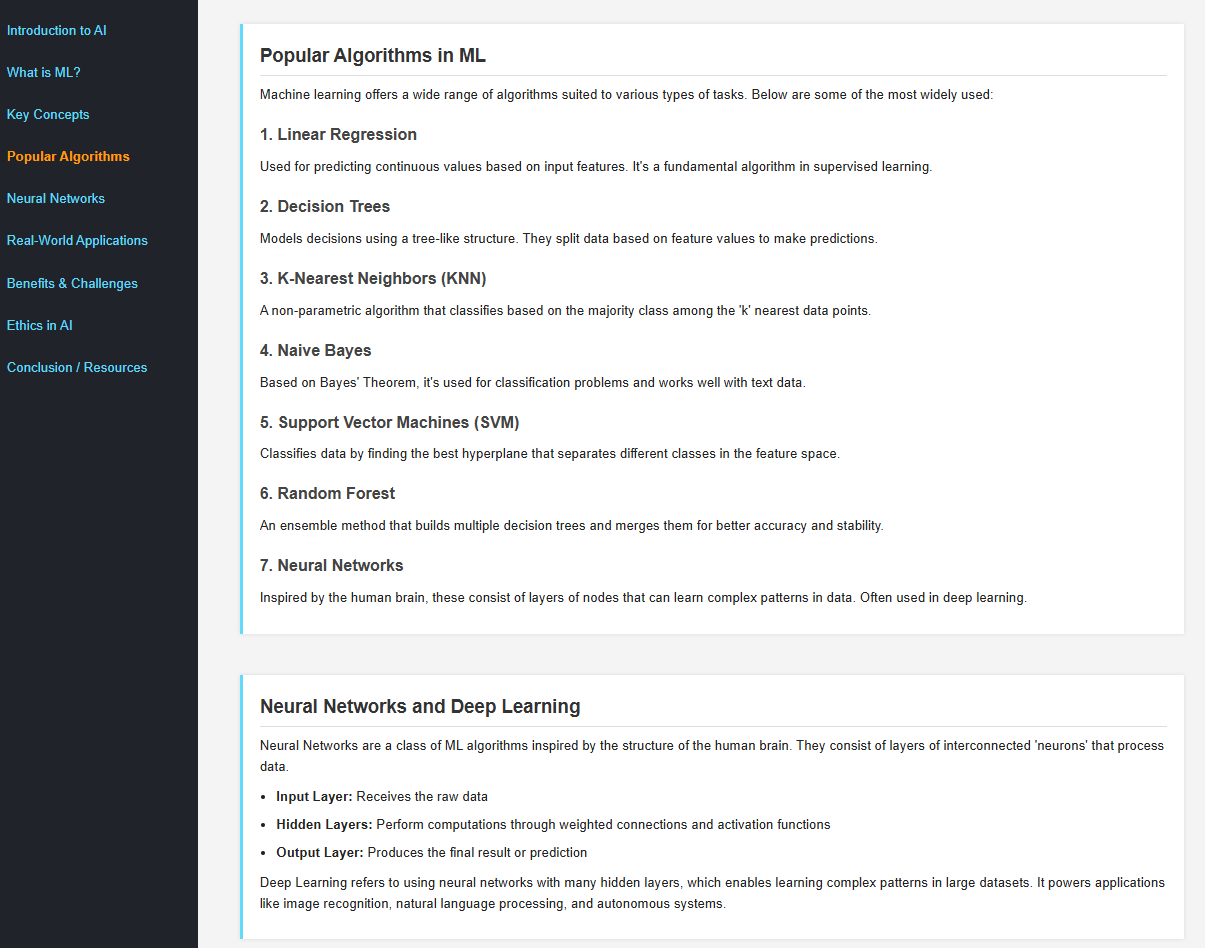 Introduction to AI
What is ML?
Key Concepts
Popular Algorithms
Neural Networks
Real-World Applications
Benefits & Challenges
Ethics in AI
Conclusion / Resources
Popular Algorithms in ML
Machine learning offers a wide range of algorithms suited to various types of tasks. Below are some of the most widely used:
1. Linear Regression
Used for predicting continuous values based on input features. It's a fundamental algorithm in supervised learning.
2. Decision Trees
Models decisions using a tree-like structure. They split data based on feature values to make predictions.
3. K-Nearest Neighbors (KNN)
A non-parametric algorithm that classifies based on the majority class among the 'k' nearest data points.
4. Naive Bayes
Based on Bayes' Theorem, it's used for classification problems and works well with text data.
5. Support Vector Machines (SVM)
Classifies data by finding the best hyperplane that separates different classes in the feature space.
6. Random Forest
An ensemble method that builds multiple decision trees and merges them for better accuracy and stability.
7. Neural Networks
Inspired by the human brain, these consist of layers of nodes that can learn complex patterns in data. Often used in deep learning.
Neural Networks and Deep Learning
Neural Networks are a class of ML algorithms inspired by the structure of the human brain. They consist of layers of interconnected 'neurons' that process
data.
• Input Layer: Receives the raw data
• Hidden Layers: Perform computations through weighted connections and activation functions
• Output Layer: Produces the final result or prediction
Deep Learning refers to using neural networks with many hidden layers, which enables learning complex patterns in large datasets. It powers applications
like image recognition, natural language processing, and autonomous systems.